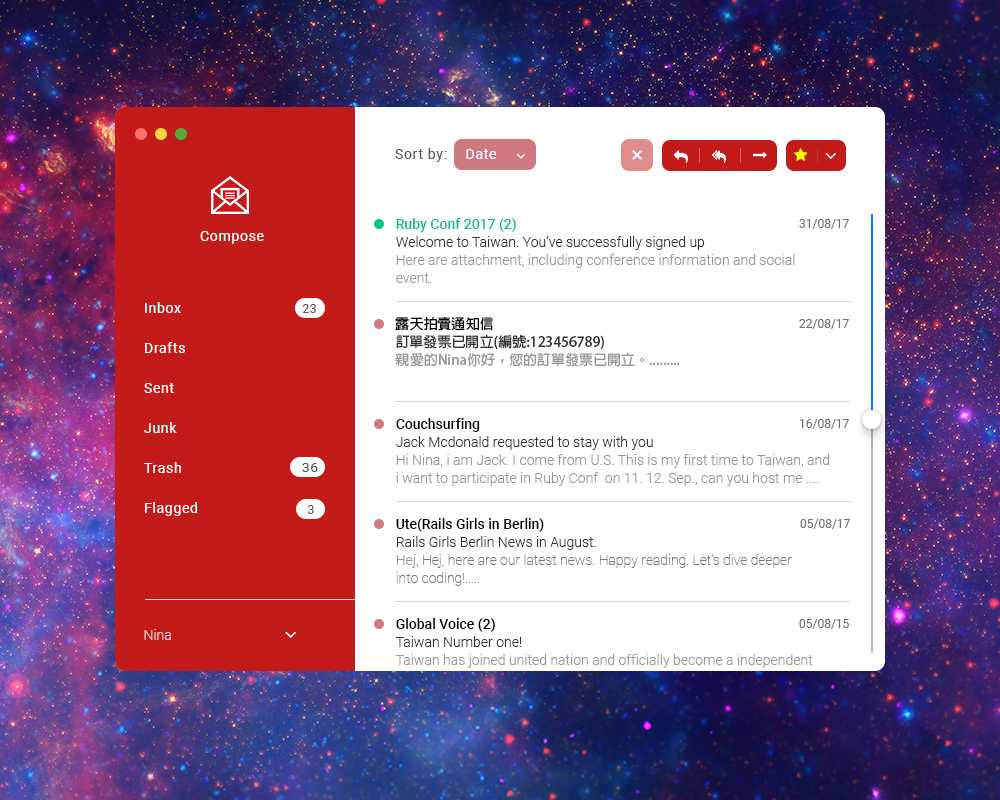 Compose
Inbox 23
Drafts
Sent
Junk
Trash 36
Flagged 3
Nina
Sort by: Date
Ruby Conf 2017 (2) 31/08/17
Welcome to Taiwan. You’ve successfully signed up
Here are attachment, including conference information and social
event.
露天拍賣通知信 22/08/17
訂單發票已開立(編號:123456789)
親愛的Nina你好，您的訂單發票已開立。.........
Couchsurfing 16/08/17
Jack Mcdonald requested to stay with you
Hi Nina, i am Jack. I come from U.S. This is my first time to Taiwan, and
i want to participate in Ruby Conf  on 11. 12. Sep., can you host me ....
Ute(Rails Girls in Berlin) 05/08/17
Rails Girls Berlin News in August.
Hej, Hej, here are our latest news. Happy reading. Let’s dive deeper
into coding!.....
Global Voice (2) 05/08/15
Taiwan Number one!
Taiwan has joined united nation and officially become a independent